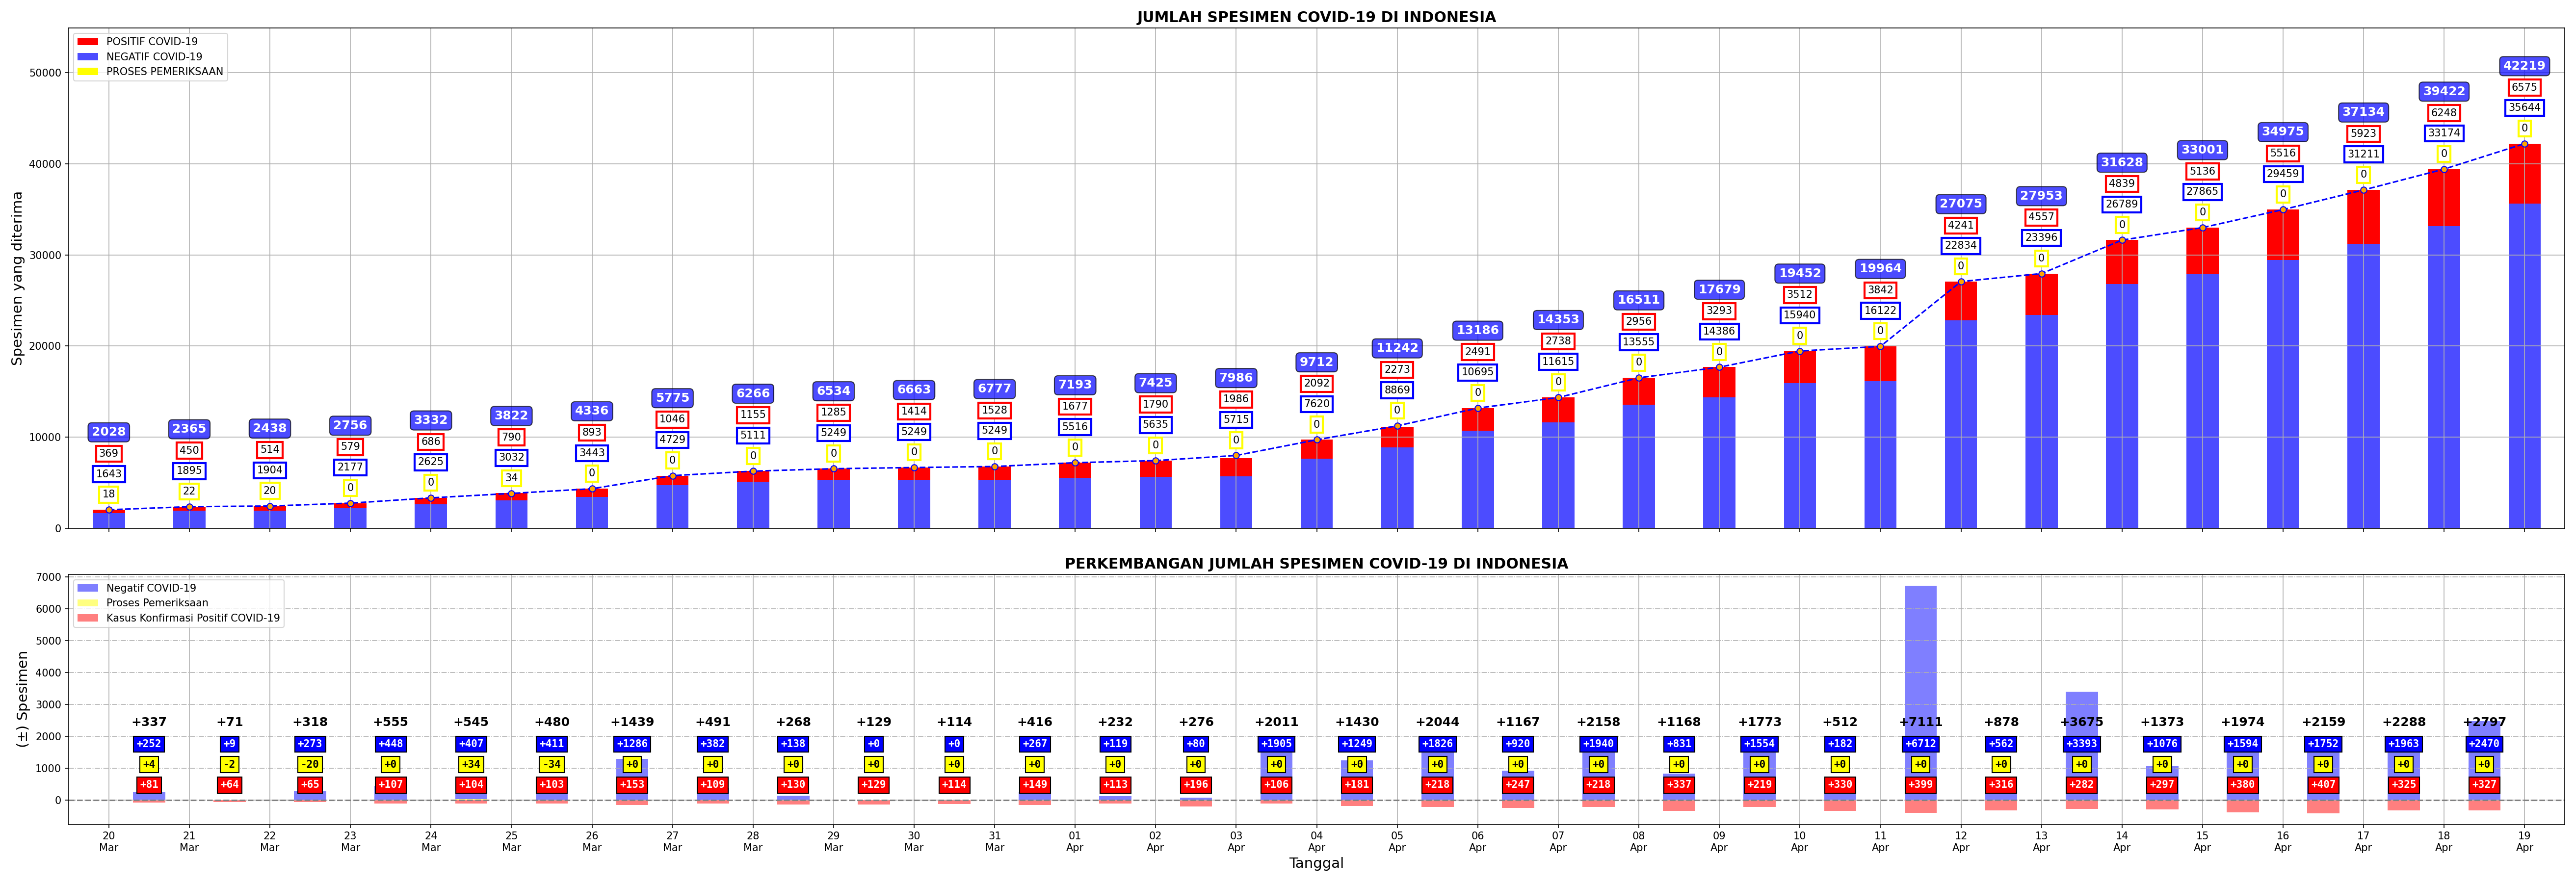 JUMLAH SPESIMEN COVID-19 DI INDONESIA
POSITIF COVID-19
NEGATIF COVID-19
PROSES PEMERIKSAAN
Spesimen yang diterima
50000
40000
30000
20000
10000
0
2028 2365 2438 2756 3332 3822 4336 5775 6266 6534 6663 6777 7193 7425 7986 9712 11242 13186 14353 16511 17679 19452 19964 27075 27953 31628 33001 34975 37134 39422 42219
369 450 514 579 686 790 893 1046 1155 1285 1414 1528 1677 1790 1986 2092 2273 2491 2738 2956 3293 3512 3842 4241 4557 4839 5136 5516 5923 6248 6575
1643 1895 1904 2177 2625 3032 3443 4729 5111 5249 5249 5249 5516 5635 5715 7620 8869 10695 11615 13555 14386 15940 16122 22834 23396 26789 27865 29459 31211 33174 35644
18 22 20 0 0 34 0 0 0 0 0 0 0 0 0 0 0 0 0 0 0 0 0 0 0 0 0 0 0 0 0
PERKEMBANGAN JUMLAH SPESIMEN COVID-19 DI INDONESIA
Negatif COVID-19
Proses Pemeriksaan
Kasus Konfirmasi Positif COVID-19
(±) Spesimen
7000
6000
5000
4000
3000
2000
1000
0
+337 +71 +318 +555 +545 +480 +1439 +491 +268 +129 +114 +416 +232 +276 +2011 +1430 +2044 +1167 +2158 +1168 +1773 +512 +7111 +878 +3675 +1373 +1974 +2159 +2288 +2797
+252 +9 +273 +448 +407 +411 +1286 +382 +138 +0 +0 +267 +119 +80 +1905 +1249 +1826 +920 +1940 +831 +1554 +182 +6712 +562 +3393 +1076 +1594 +1752 +1963 +2470
+4 -2 -20 +0 +34 -34 +0 +0 +0 +0 +0 +0 +0 +0 +0 +0 +0 +0 +0 +0 +0 +0 +0 +0 +0 +0 +0 +0 +0 +0
+81 +64 +65 +107 +104 +103 +153 +109 +130 +129 +114 +149 +113 +196 +106 +181 +218 +247 +218 +337 +219 +330 +399 +316 +282 +297 +380 +407 +325 +327
20 21 22 23 24 25 26 27 28 29 30 31 01 02 03 04 05 06 07 08 09 10 11 12 13 14 15 16 17 18 19
Mar Mar Mar Mar Mar Mar Mar Mar Mar Mar Mar Mar Apr Apr Apr Apr Apr Apr Apr Apr Apr Apr Apr Apr Apr Apr Apr Apr Apr Apr Apr
Tanggal